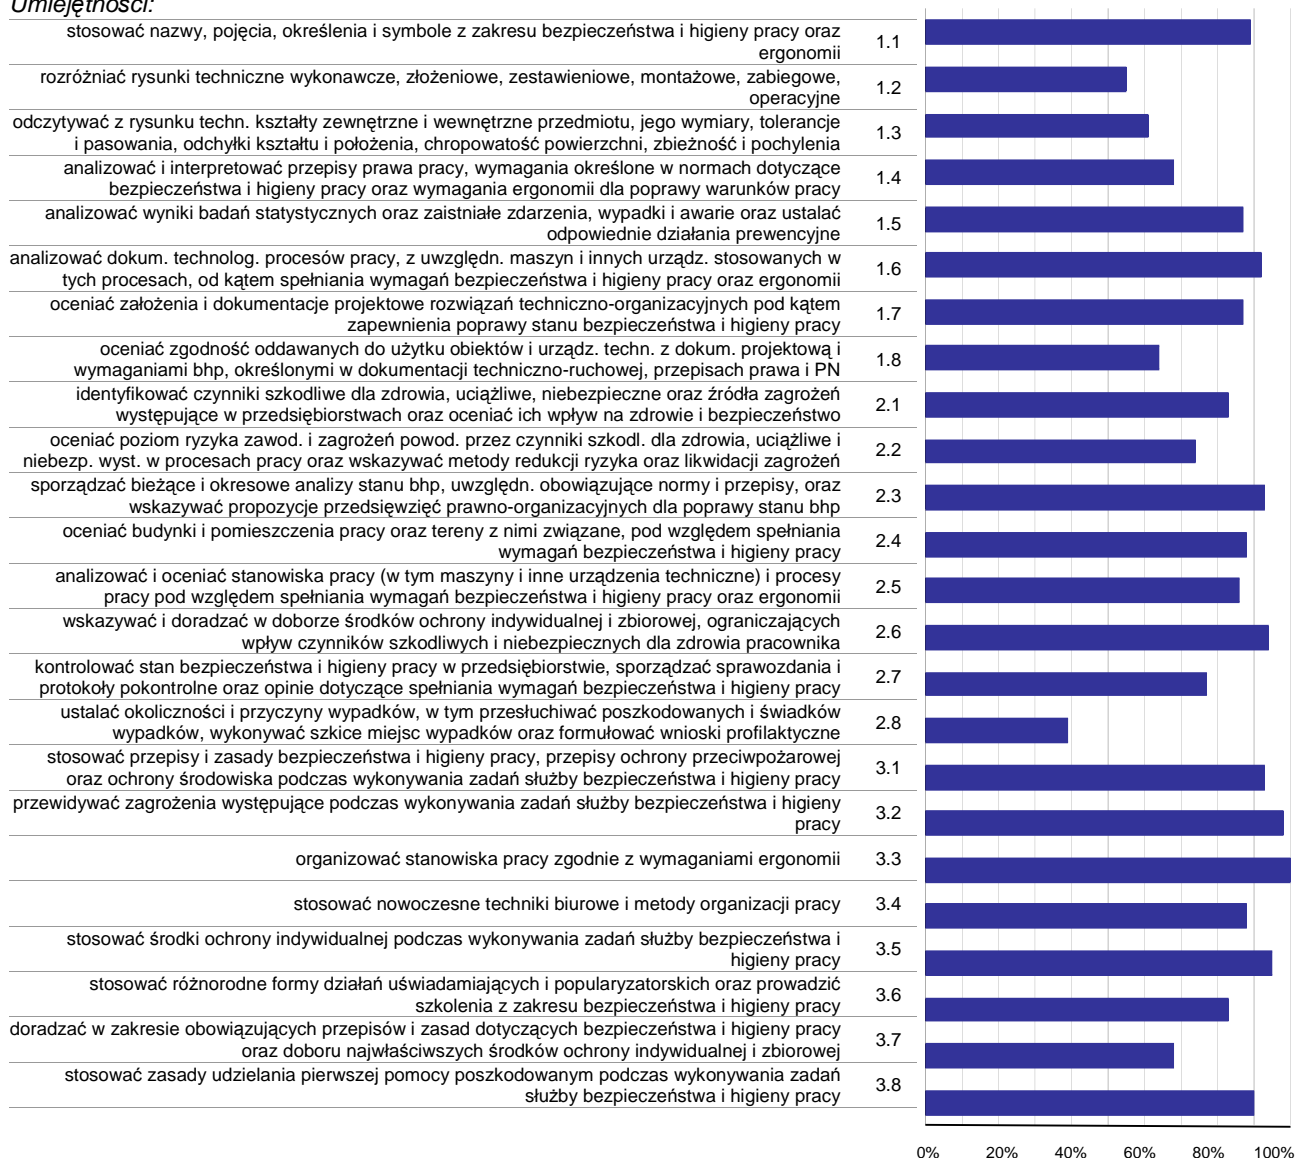 Umiejętności:
stosować nazwy, pojęcia, określenia i symbole z zakresu bezpieczeństwa i higieny pracy oraz
ergonomii
1.1
rozróżniać rysunki techniczne wykonawcze, złożeniowe, zestawieniowe, montażowe, zabiegowe,
operacyjne
1.2
odczytywać z rysunku techn. kształty zewnętrzne i wewnętrzne przedmiotu, jego wymiary, tolerancje
i pasowania, odchyłki kształtu i położenia, chropowatość powierzchni, zbieżność i pochylenia
1.3
analizować i interpretować przepisy prawa pracy, wymagania określone w normach dotyczące
bezpieczeństwa i higieny pracy oraz wymagania ergonomii dla poprawy warunków pracy
1.4
analizować wyniki badań statystycznych oraz zaistniałe zdarzenia, wypadki i awarie oraz ustalać
odpowiednie działania prewencyjne
1.5
analizować dokum. technolog. procesów pracy, z uwzględn. maszyn i innych urządz. stosowanych w
tych procesach, od kątem spełniania wymagań bezpieczeństwa i higieny pracy oraz ergonomii
1.6
oceniać założenia i dokumentacje projektowe rozwiązań techniczno-organizacyjnych pod kątem
zapewnienia poprawy stanu bezpieczeństwa i higieny pracy
1.7
oceniać zgodność oddawanych do użytku obiektów i urządz. techn. z dokum. projektową i
wymaganiami bhp, określonymi w dokumentacji techniczno-ruchowej, przepisach prawa i PN
1.8
identyfikować czynniki szkodliwe dla zdrowia, uciążliwe, niebezpieczne oraz źródła zagrożeń
występujące w przedsiębiorstwach oraz oceniać ich wpływ na zdrowie i bezpieczeństwo
2.1
oceniać poziom ryzyka zawod. i zagrożeń powod. przez czynniki szkodl. dla zdrowia, uciążliwe i
niebezp. wyst. w procesach pracy oraz wskazywać metody redukcji ryzyka oraz likwidacji zagrożeń
2.2
sporządzać bieżące i okresowe analizy stanu bhp, uwzględn. obowiązujące normy i przepisy, oraz
wskazywać propozycje przedsięwzięć prawno-organizacyjnych dla poprawy stanu bhp
2.3
oceniać budynki i pomieszczenia pracy oraz tereny z nimi związane, pod względem spełniania
wymagań bezpieczeństwa i higieny pracy
2.4
analizować i oceniać stanowiska pracy (w tym maszyny i inne urządzenia techniczne) i procesy
pracy pod względem spełniania wymagań bezpieczeństwa i higieny pracy oraz ergonomii
2.5
wskazywać i doradzać w doborze środków ochrony indywidualnej i zbiorowej, ograniczających
wpływ czynników szkodliwych i niebezpiecznych dla zdrowia pracownika
2.6
kontrolować stan bezpieczeństwa i higieny pracy w przedsiębiorstwie, sporządzać sprawozdania i
protokoły pokontrolne oraz opinie dotyczące spełniania wymagań bezpieczeństwa i higieny pracy
2.7
ustalać okoliczności i przyczyny wypadków, w tym przesłuchiwać poszkodowanych i świadków
wypadków, wykonywać szkice miejsc wypadków oraz formułować wnioski profilaktyczne
2.8
stosować przepisy i zasady bezpieczeństwa i higieny pracy, przepisy ochrony przeciwpożarowej
oraz ochrony środowiska podczas wykonywania zadań służby bezpieczeństwa i higieny pracy
3.1
przewidywać zagrożenia występujące podczas wykonywania zadań służby bezpieczeństwa i higieny
pracy
3.2
organizować stanowiska pracy zgodnie z wymaganiami ergonomii
3.3
stosować nowoczesne techniki biurowe i metody organizacji pracy
3.4
stosować środki ochrony indywidualnej podczas wykonywania zadań służby bezpieczeństwa i
higieny pracy
3.5
stosować różnorodne formy działań uświadamiających i popularyzatorskich oraz prowadzić
szkolenia z zakresu bezpieczeństwa i higieny pracy
3.6
doradzać w zakresie obowiązujących przepisów i zasad dotyczących bezpieczeństwa i higieny pracy
oraz doboru najwłaściwszych środków ochrony indywidualnej i zbiorowej
3.7
stosować zasady udzielania pierwszej pomocy poszkodowanym podczas wykonywania zadań
służby bezpieczeństwa i higieny pracy
3.8
0% 20% 40% 60% 80% 100%